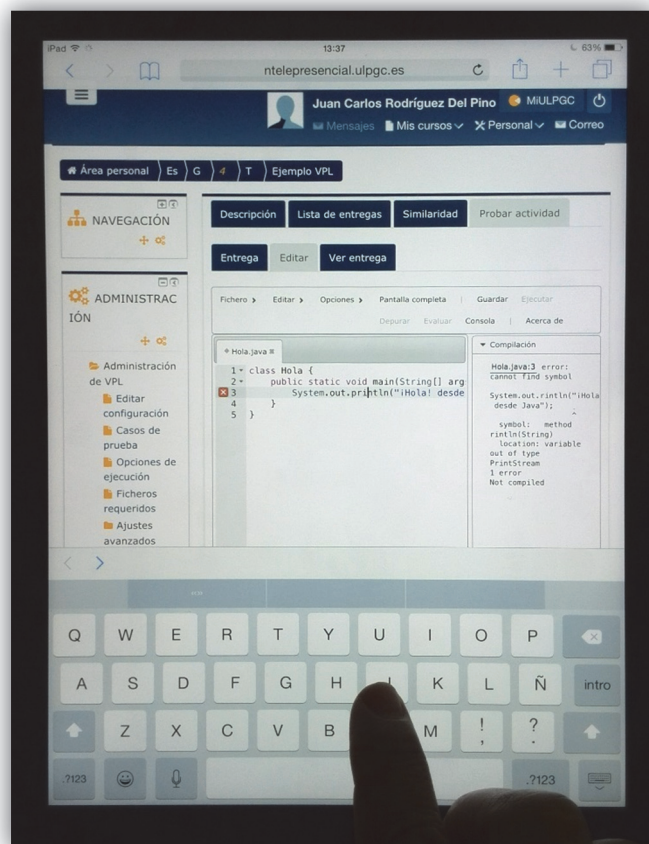 iPad 13:37 63%
ntelepresencial.ulpgc.es
Juan Carlos Rodríguez Del Pino MiULPGC
Mensajes Mis cursos Personal Correo
Área personal Es G 4 T Ejemplo VPL
NAVEGACIÓN
ADMINISTRAC
IÓN
Administración
de VPL
Editar
configuración
Casos de
prueba
Opciones de
ejecución
Ficheros
requeridos
Ajustes
avanzados
Descripción Lista de entregas Similaridad Probar actividad
Entrega Editar Ver entrega
Fichero Editar Opciones Pantalla completa | Guardar Ejecutar
Depurar Evaluar Consola | Acerca de
Hola.java
1 class Hola {
2 public static void main(String[] arg
3 System.out.println("¡Hola! desde
4 }
5 }
Compilación
Hola.java:3 error:
cannot find symbol
System.out.rintln("¡Hola
desde Java");
^
symbol: method
rintln(String)
location: variable
out of type
PrintStream
1 error
Not compiled
Q W E R T Y U I O P
A S D F G H J K L Ñ intro
Z X C V B M ! , ? .
.?123 .?123